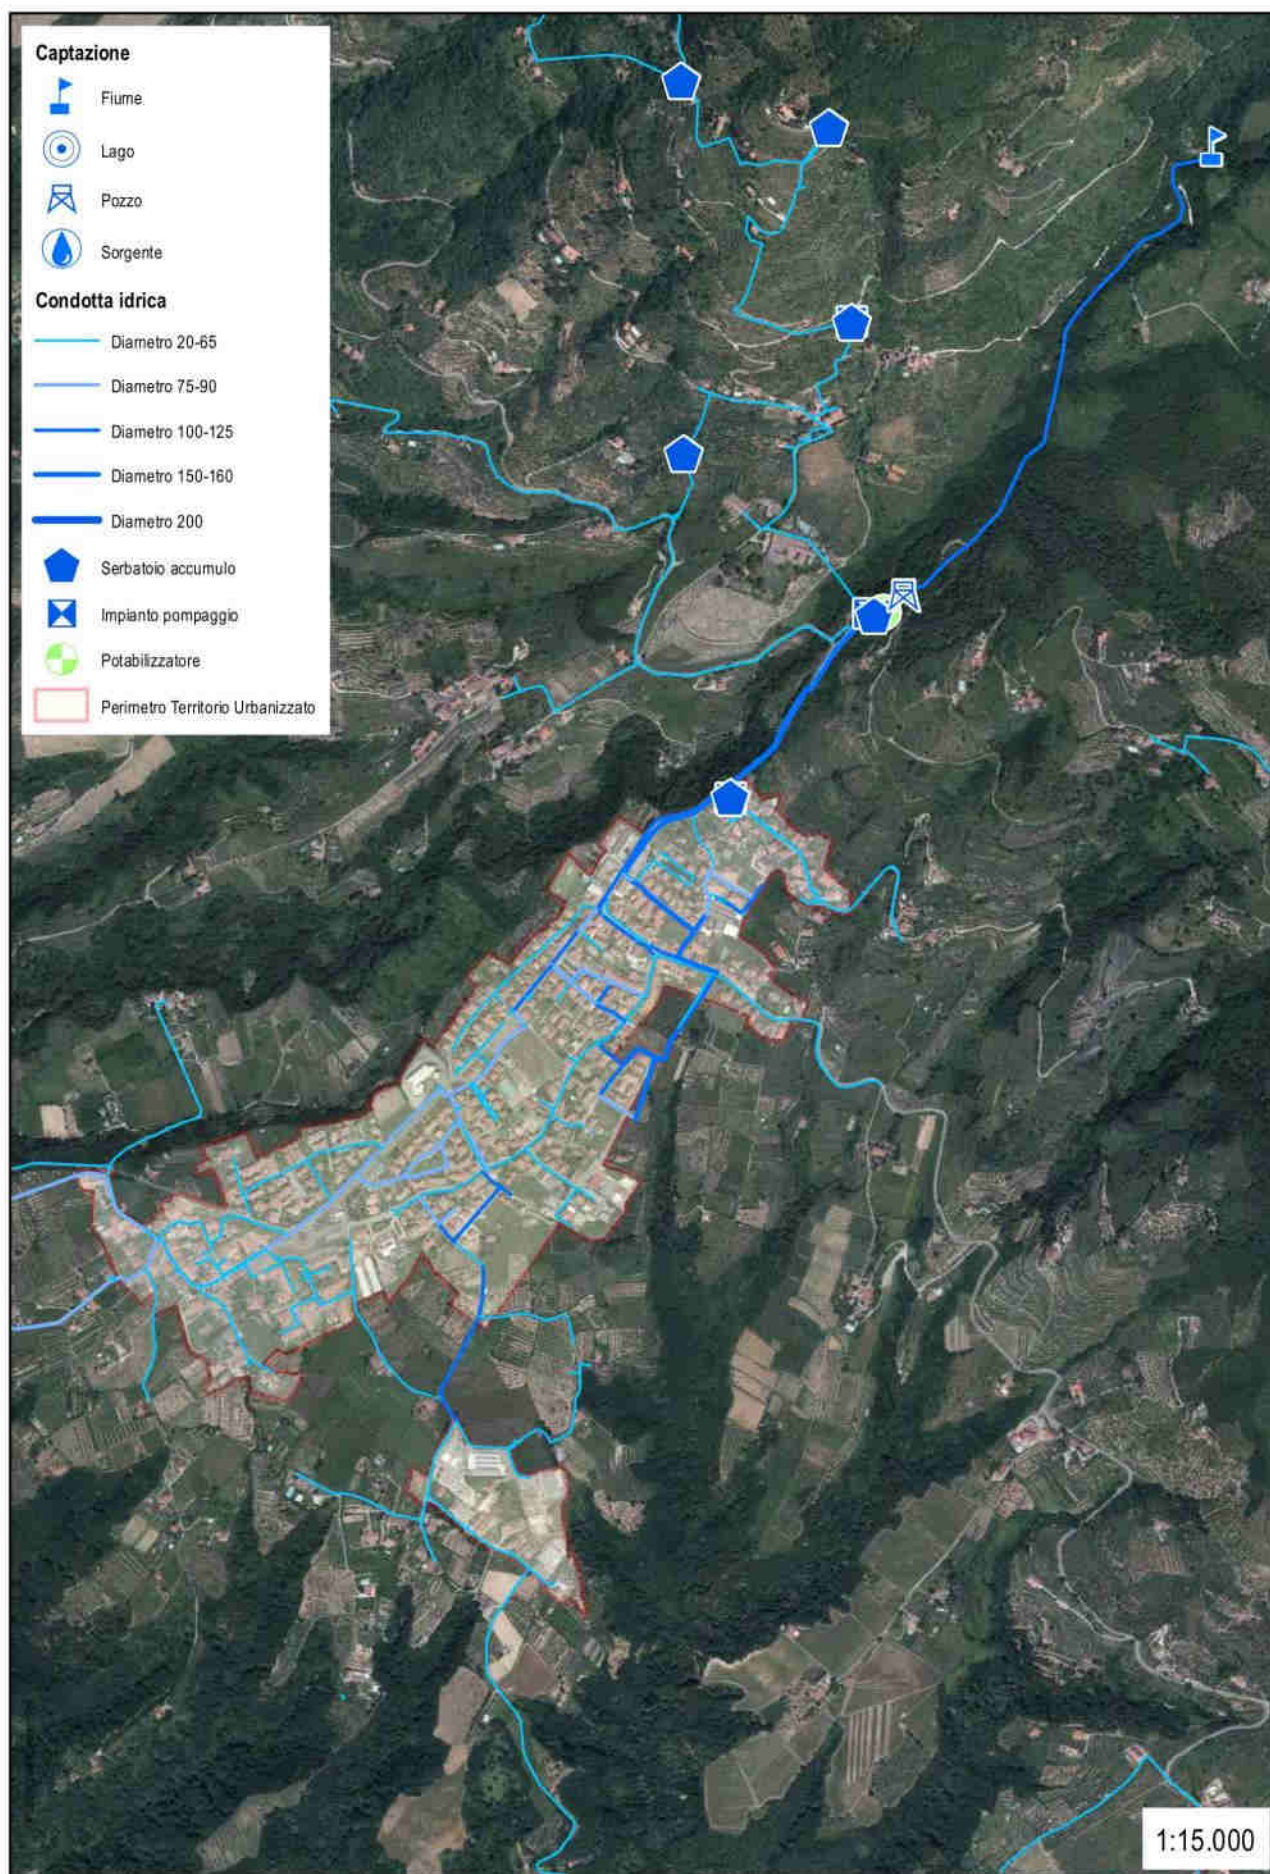 Captazione
Fiume
Lago
Pozzo
Sorgente
Condotta idrica
Diametro 20-65
Diametro 75-90
Diametro 100-125
Diametro 150-160
Diametro 200
Serbatoio accumulo
Impianto pompaggio
Potabilizzatore
Perimetro Territorio Urbanizzato
1:15.000